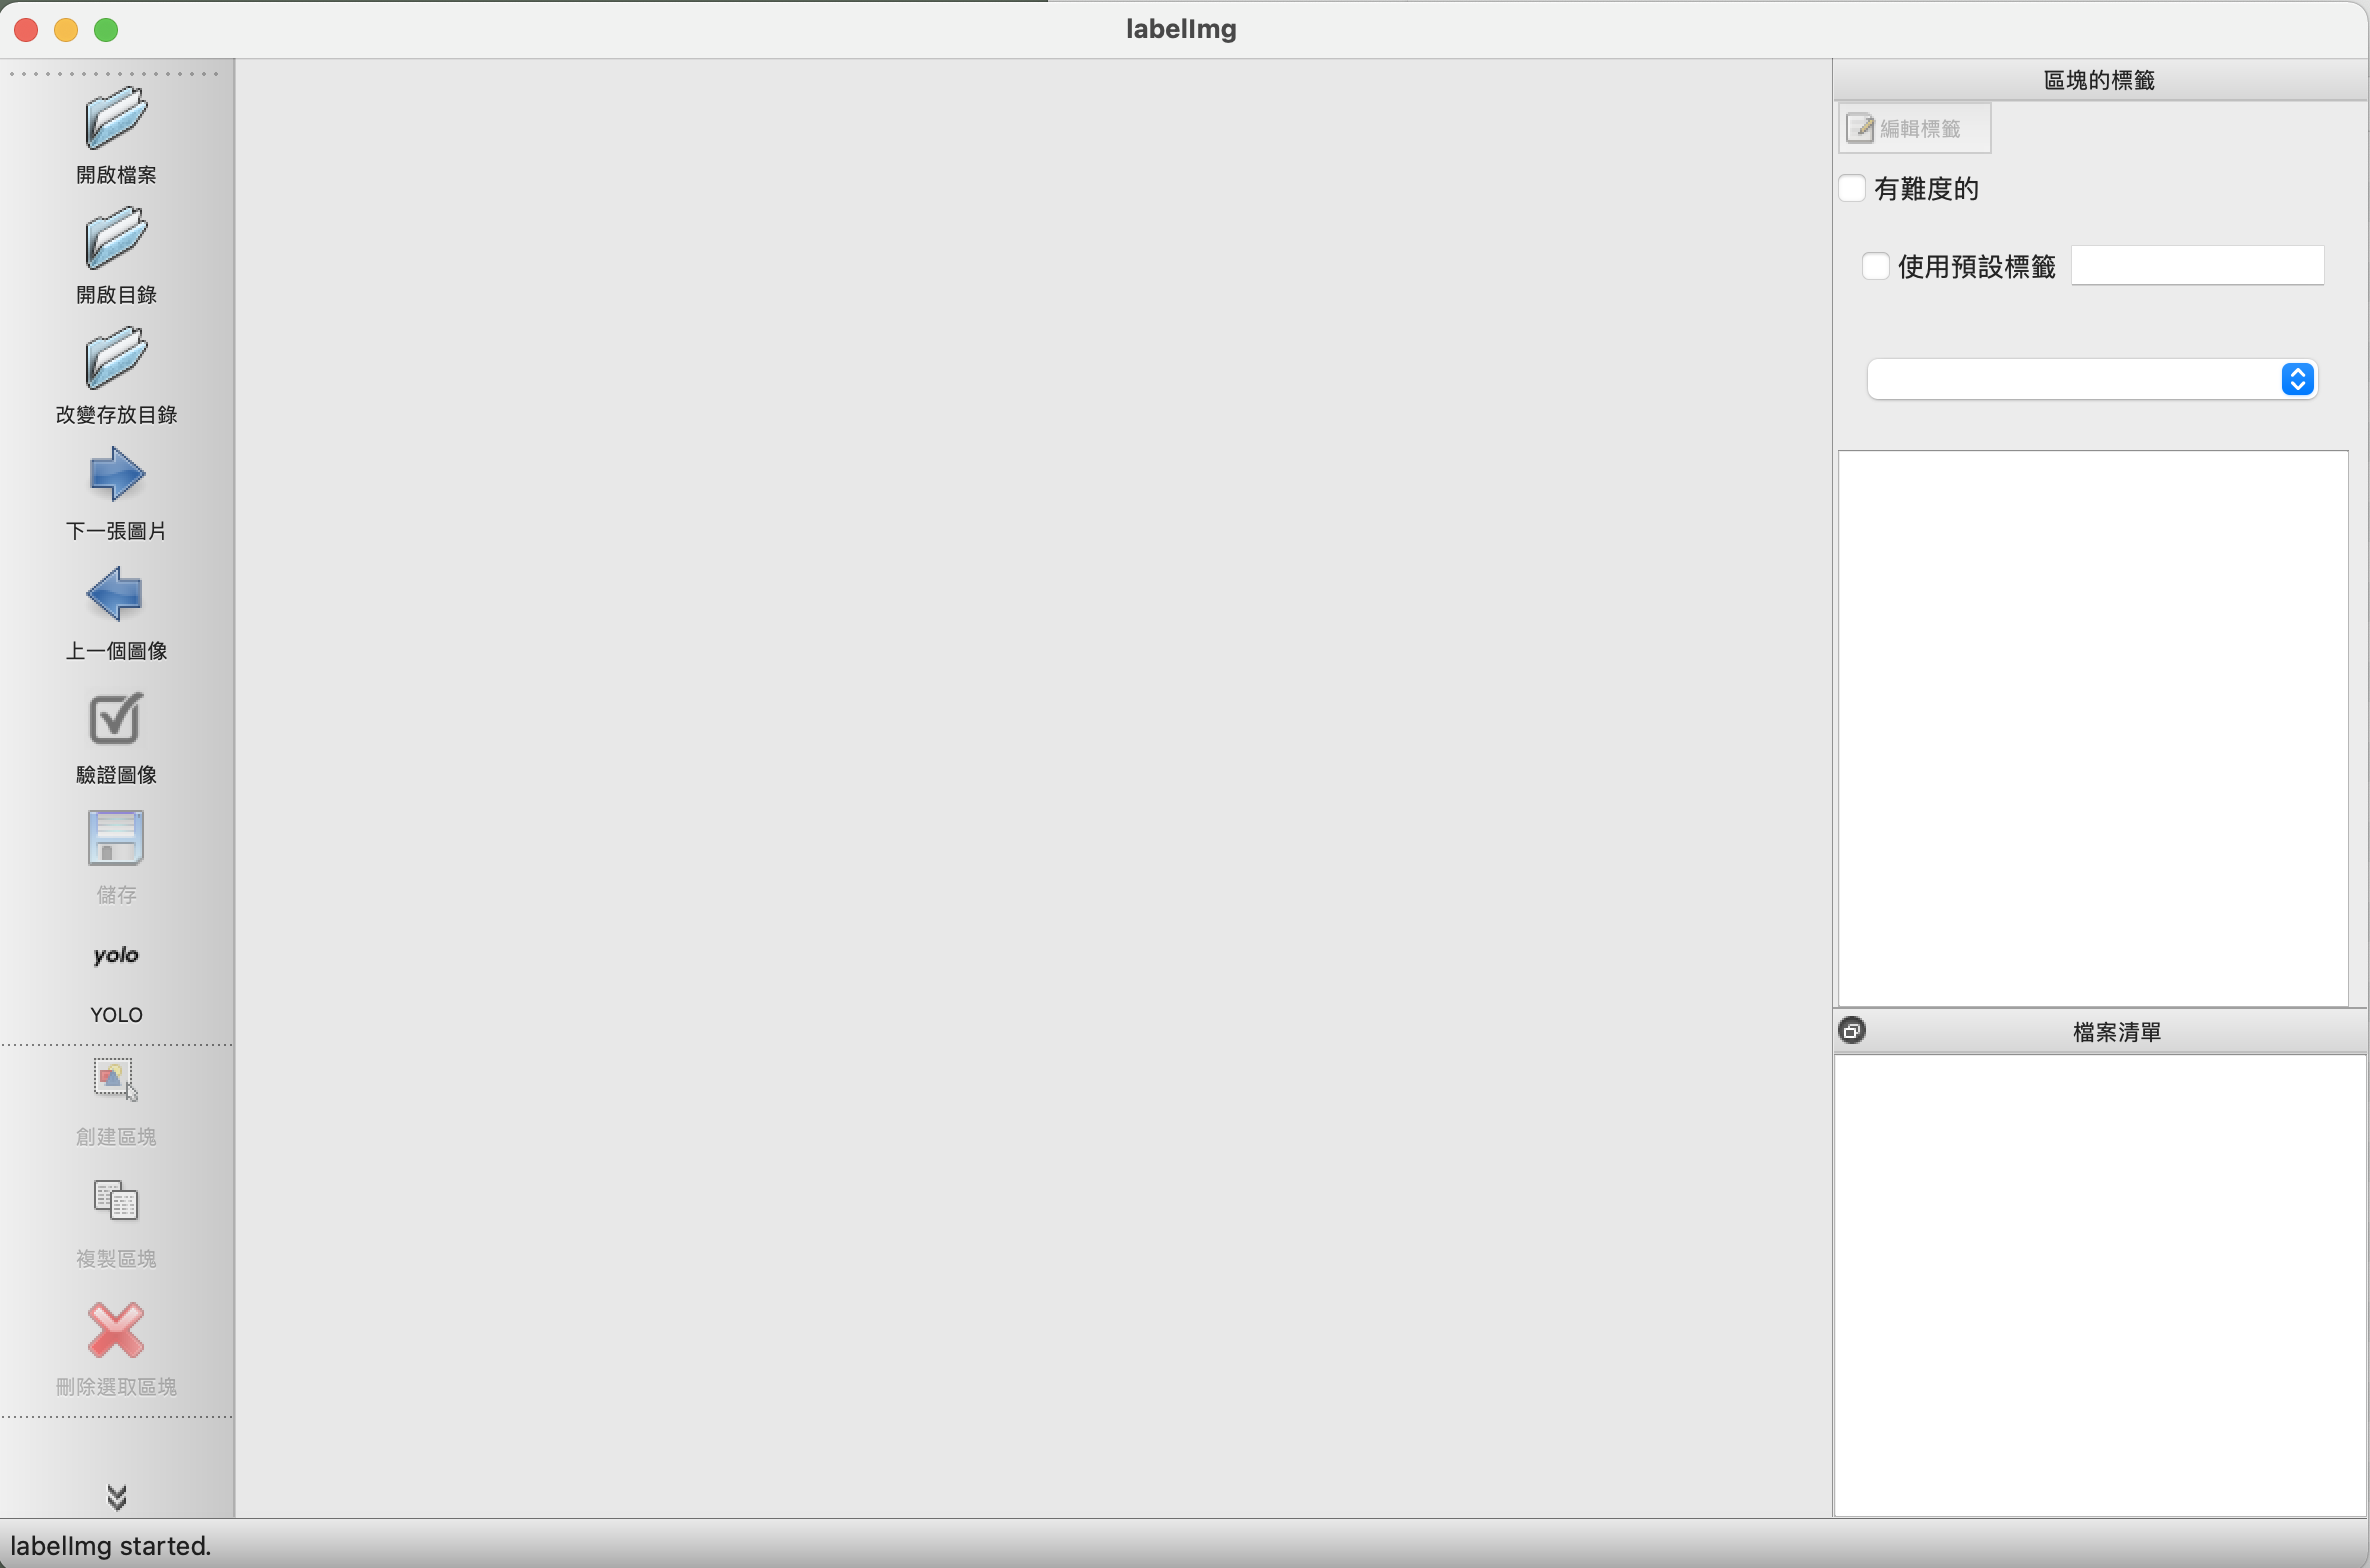 labelImg
開啟檔案
開啟目錄
改變存放目錄
下一張圖片
上一個圖像
驗證圖像
儲存
yolo
YOLO
創建區塊
複製區塊
刪除選取區塊
區塊的標籤
編輯標籤
有難度的
使用預設標籤
檔案清單
labelImg started.